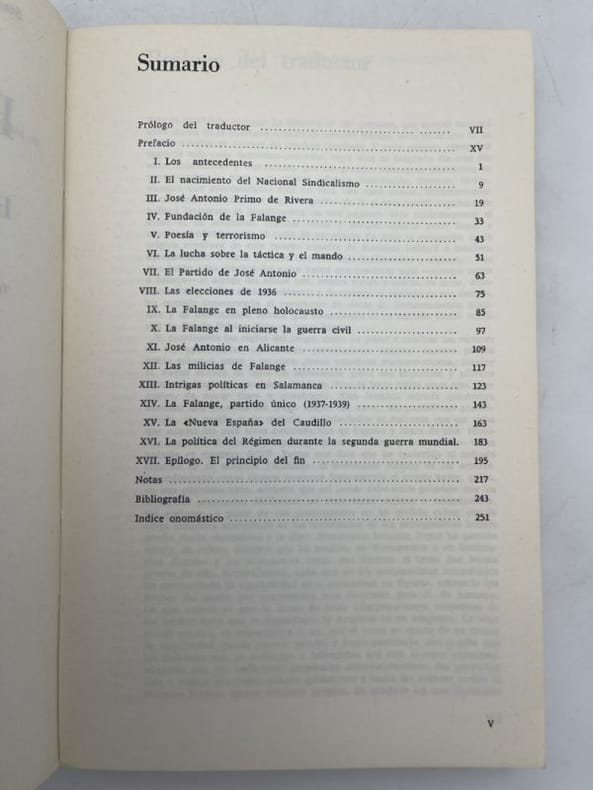 Sumario
Prólogo del traductor ........................................ ....... VII
Prefacio ............................................................... XV
I. Los antecedentes ............................................ 1
II. El nacimiento del Nacional Sindicalismo ..................... 9
III. José Antonio Primo de Rivera ................................ 19
IV. Fundación de la Falange ...................................... 33
V. Poesía y terrorismo .......................................... 43
VI. La lucha sobre la táctica y el mando ......................... 51
VII. El Partido de José Antonio ................................... 63
VIII. Las elecciones de 1936 ....................................... 75
IX. La Falange en pleno holocausto ............................... 85
X. La Falange al iniciarse la guerra civil ...................... 97
XI. José Antonio en Alicante ..................................... 109
XII. Las milicias de Falange ...................................... 117
XIII. Intrigas políticas en Salamanca .............................. 123
XIV. La Falange, partido único (1937-1939) ........................ 143
XV. La «Nueva España» del Caudillo ............................... 163
XVI. La política del Régimen durante la segunda guerra mundial. 183
XVII. Epílogo. El principio del fin ................................ 195
Notas .................................................................. 217
Bibliografía ........................................................... 243
Indice onomástico ...................................................... 251
V